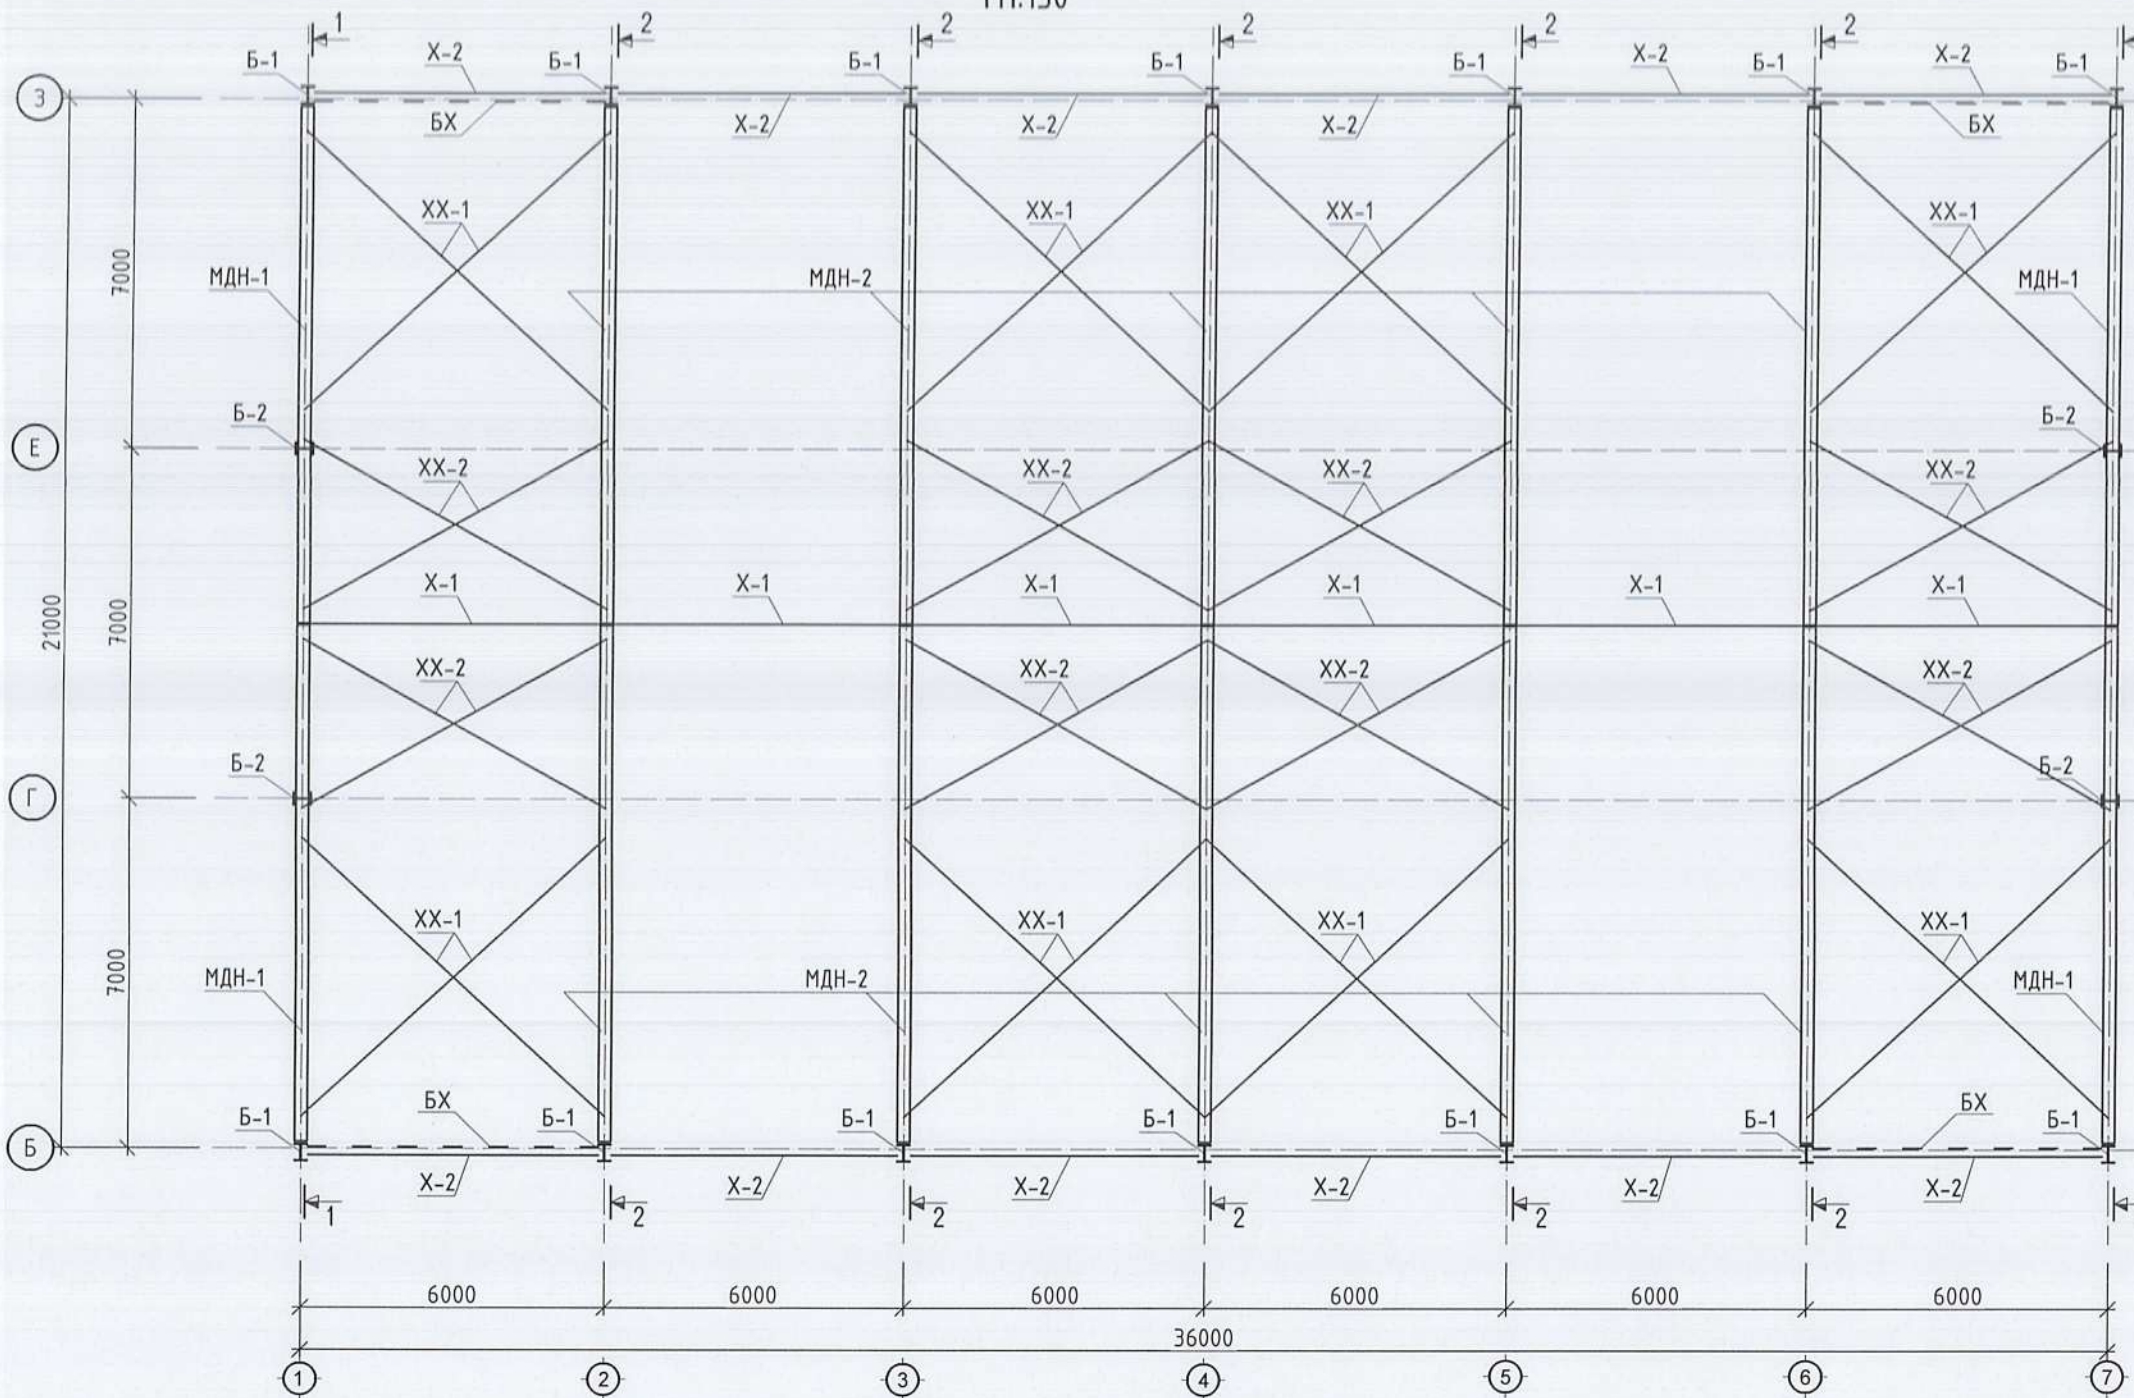 1 2 2 2 2 2
Б-1 Х-2 Б-1 Б-1 Б-1 Б-1 Х-2 Б-1 Х-2 Б-1
З
БХ Х-2 Х-2 Х-2 БХ
ХХ-1 ХХ-1 ХХ-1 ХХ-1
7000
МДН-1 МДН-2 МДН-1
Б-2 Б-2
Е
ХХ-2 ХХ-2 ХХ-2 ХХ-2
Х-1 Х-1 Х-1 Х-1 Х-1 Х-1
21000 7000
ХХ-2 ХХ-2 ХХ-2 ХХ-2
Б-2 Б-2
Г
ХХ-1 ХХ-1 ХХ-1 ХХ-1
7000
МДН-1 МДН-2 МДН-1
БХ БХ
Б-1 Б-1 Б-1 Б-1 Б-1 Б-1 Б-1
Б
Х-2 Х-2 Х-2 Х-2 Х-2 Х-2
1 2 2 2 2 2
6000 6000 6000 6000 6000 6000
36000
1 2 3 4 5 6 7